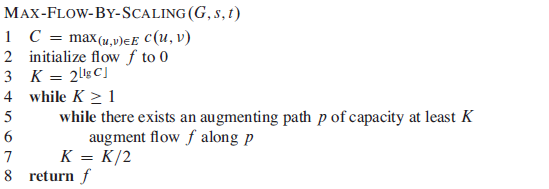 MAX-FLOW-BY-SCALING(G, s, t)
1 C = max(u,v)∈E c(u, v)
2 initialize flow f to 0
3 K = 2^⌊lg C⌋
4 while K ≥ 1
5 while there exists an augmenting path p of capacity at least K
6 augment flow f along p
7 K = K/2
8 return f